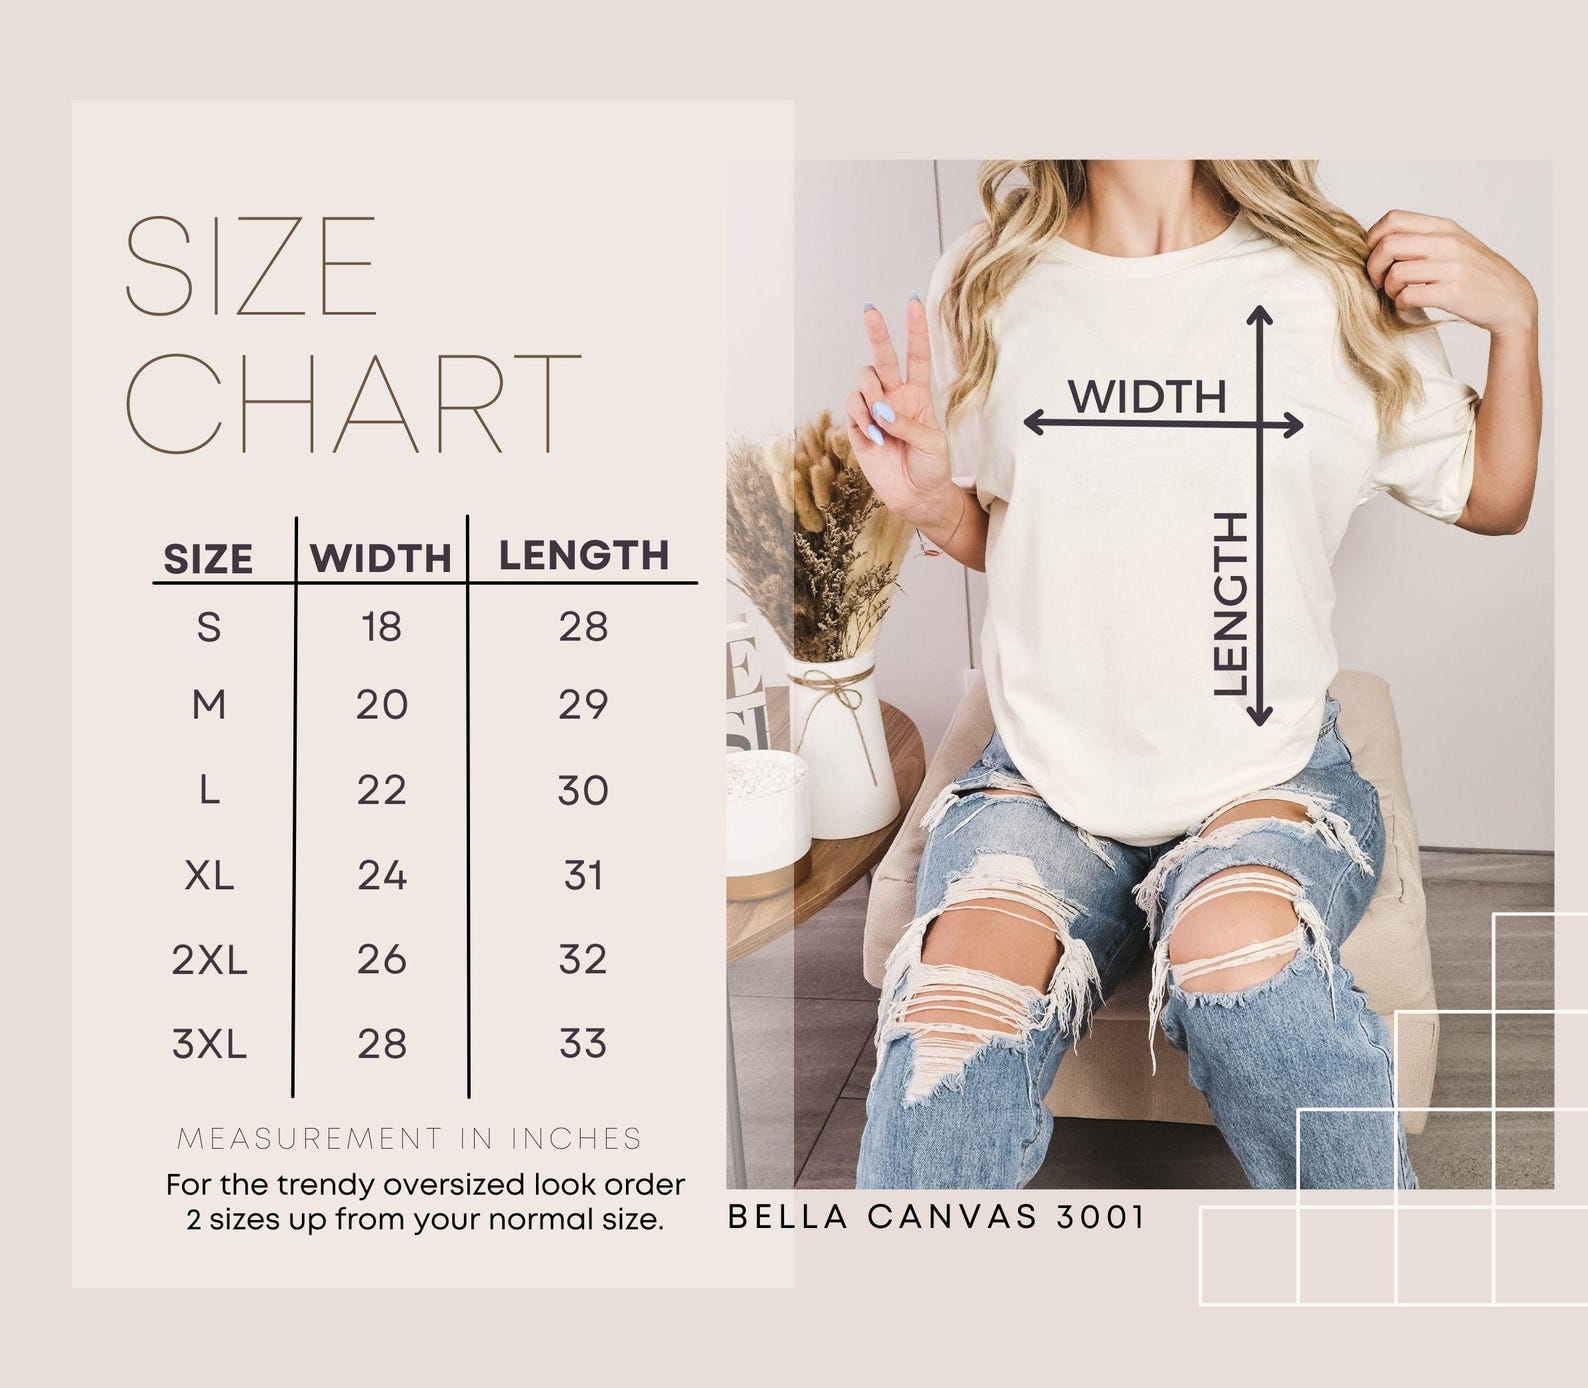 SIZE
CHART
SIZE WIDTH LENGTH
S 18 28
M 20 29
L 22 30
XL 24 31
2XL 26 32
3XL 28 33
MEASUREMENT IN INCHES
For the trendy oversized look order
2 sizes up from your normal size.
WIDTH
LENGTH
BELLA CANVAS 3001